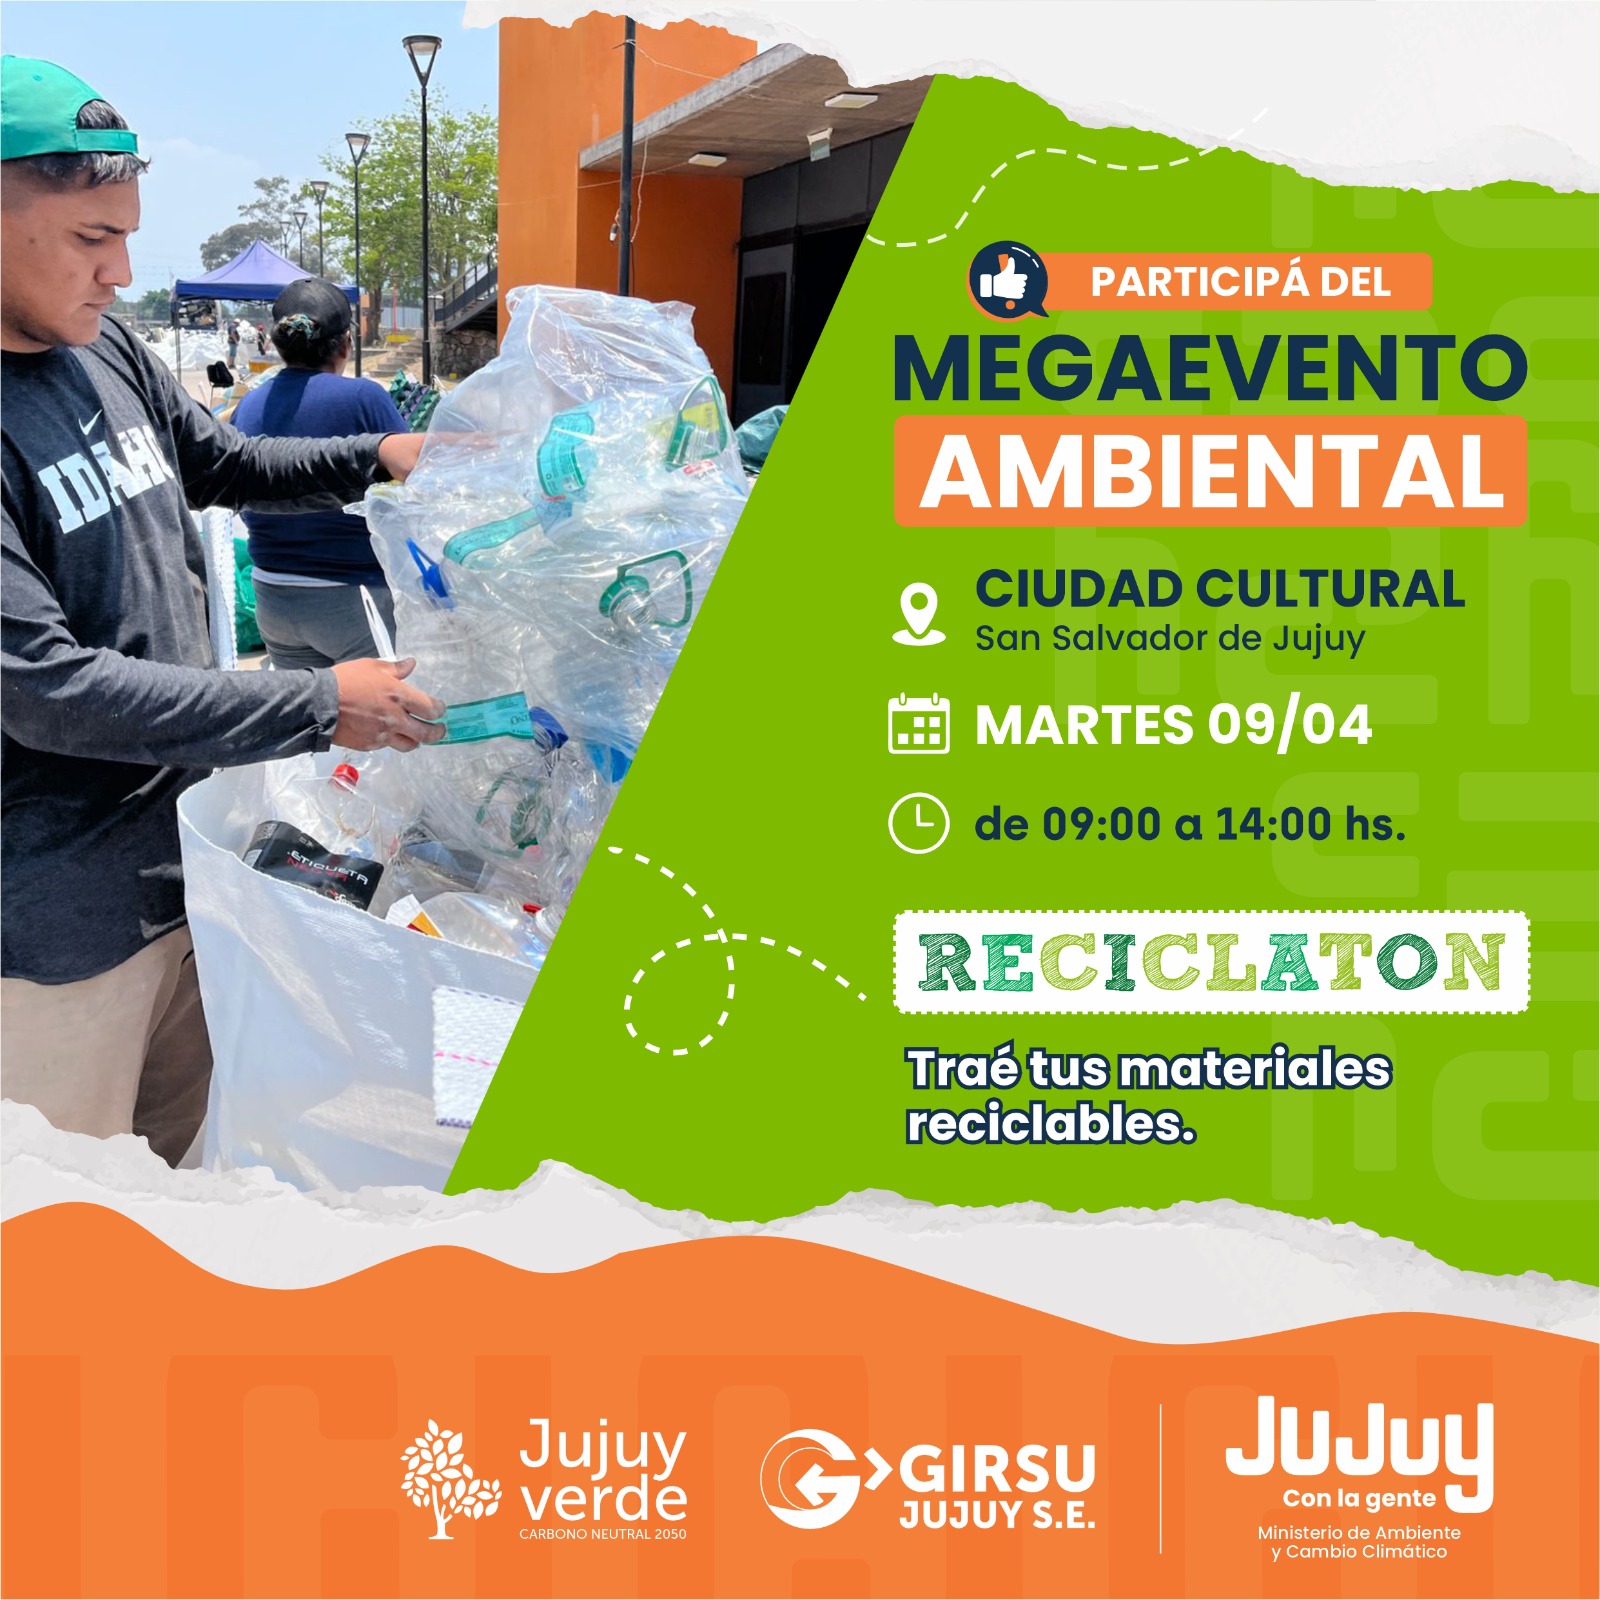 PARTICIPÁ DEL
MEGAEVENTO
AMBIENTAL
CIUDAD CULTURAL
San Salvador de Jujuy
MARTES 09/04
de 09:00 a 14:00 hs.
RECICLATON
Traé tus materiales
reciclables.
IDAHO
.ETIQUETA
NEGRA
Jujuy
verde
CARBONO NEUTRAL 2050
GIRSU
JUJUY S.E.
Jujuy
Con la gente
Ministerio de Ambiente
y Cambio Climático